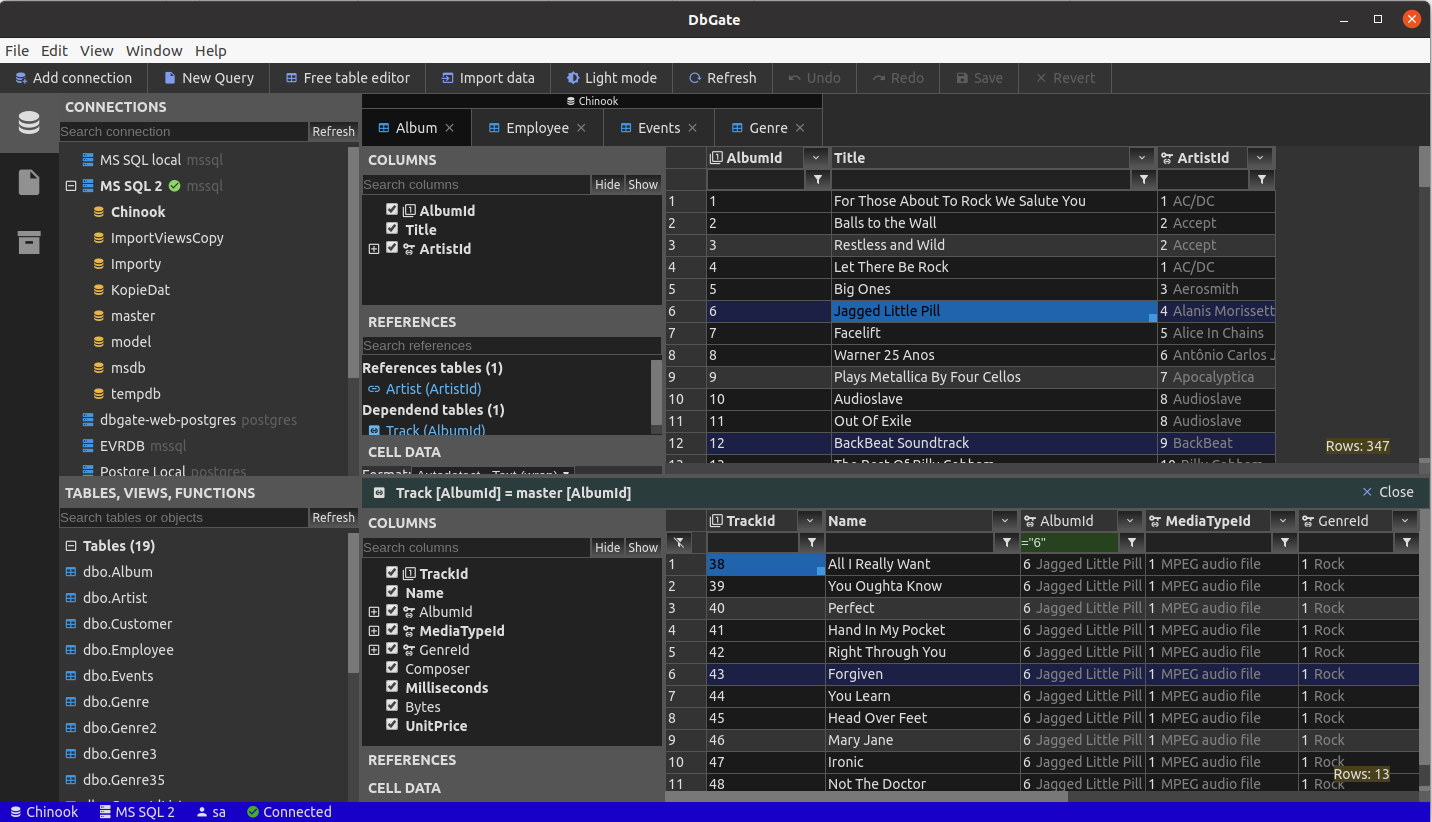 DbGate
File Edit View Window Help
Add connection New Query Free table editor Import data Light mode Refresh Undo Redo Save Revert
CONNECTIONS
Search connection Refresh
MS SQL local mssql
MS SQL 2 mssql
Chinook
ImportViewsCopy
Importy
KopieDat
master
model
msdb
tempdb
dbgate-web-postgres postgres
EVRDB mssql
Postgre Local postgres
TABLES, VIEWS, FUNCTIONS
Search tables or objects Refresh
Tables (19)
dbo.Album
dbo.Artist
dbo.Customer
dbo.Employee
dbo.Events
dbo.Genre
dbo.Genre2
dbo.Genre3
dbo.Genre35
Chinook
Album Employee Events Genre
COLUMNS
Search columns Hide Show
AlbumId
Title
ArtistId
REFERENCES
Search references
References tables (1)
Artist (ArtistId)
Dependend tables (1)
Track (AlbumId)
CELL DATA
AlbumId Title ArtistId
1 1 For Those About To Rock We Salute You 1 AC/DC
2 2 Balls to the Wall 2 Accept
3 3 Restless and Wild 2 Accept
4 4 Let There Be Rock 1 AC/DC
5 5 Big Ones 3 Aerosmith
6 6 Jagged Little Pill 4 Alanis Morissett
7 7 Facelift 5 Alice In Chains
8 8 Warner 25 Anos 6 Antônio Carlos J
9 9 Plays Metallica By Four Cellos 7 Apocalyptica
10 10 Audioslave 8 Audioslave
11 11 Out Of Exile 8 Audioslave
12 12 BackBeat Soundtrack 9 BackBeat
Rows: 347
Track [AlbumId] = master [AlbumId] Close
COLUMNS
Search columns Hide Show
TrackId
Name
AlbumId
MediaTypeId
GenreId
Composer
Milliseconds
Bytes
UnitPrice
REFERENCES
CELL DATA
TrackId Name AlbumId MediaTypeId GenreId
="6"
1 38 All I Really Want 6 Jagged Little Pill 1 MPEG audio file 1 Rock
2 39 You Oughta Know 6 Jagged Little Pill 1 MPEG audio file 1 Rock
3 40 Perfect 6 Jagged Little Pill 1 MPEG audio file 1 Rock
4 41 Hand In My Pocket 6 Jagged Little Pill 1 MPEG audio file 1 Rock
5 42 Right Through You 6 Jagged Little Pill 1 MPEG audio file 1 Rock
6 43 Forgiven 6 Jagged Little Pill 1 MPEG audio file 1 Rock
7 44 You Learn 6 Jagged Little Pill 1 MPEG audio file 1 Rock
8 45 Head Over Feet 6 Jagged Little Pill 1 MPEG audio file 1 Rock
9 46 Mary Jane 6 Jagged Little Pill 1 MPEG audio file 1 Rock
10 47 Ironic 6 Jagged Little Pill 1 MPEG audio file 1 Rock
11 48 Not The Doctor 6 Jagged Little Pill 1 MPEG audio file 1 Rock
Rows: 13
Chinook MS SQL 2 sa Connected